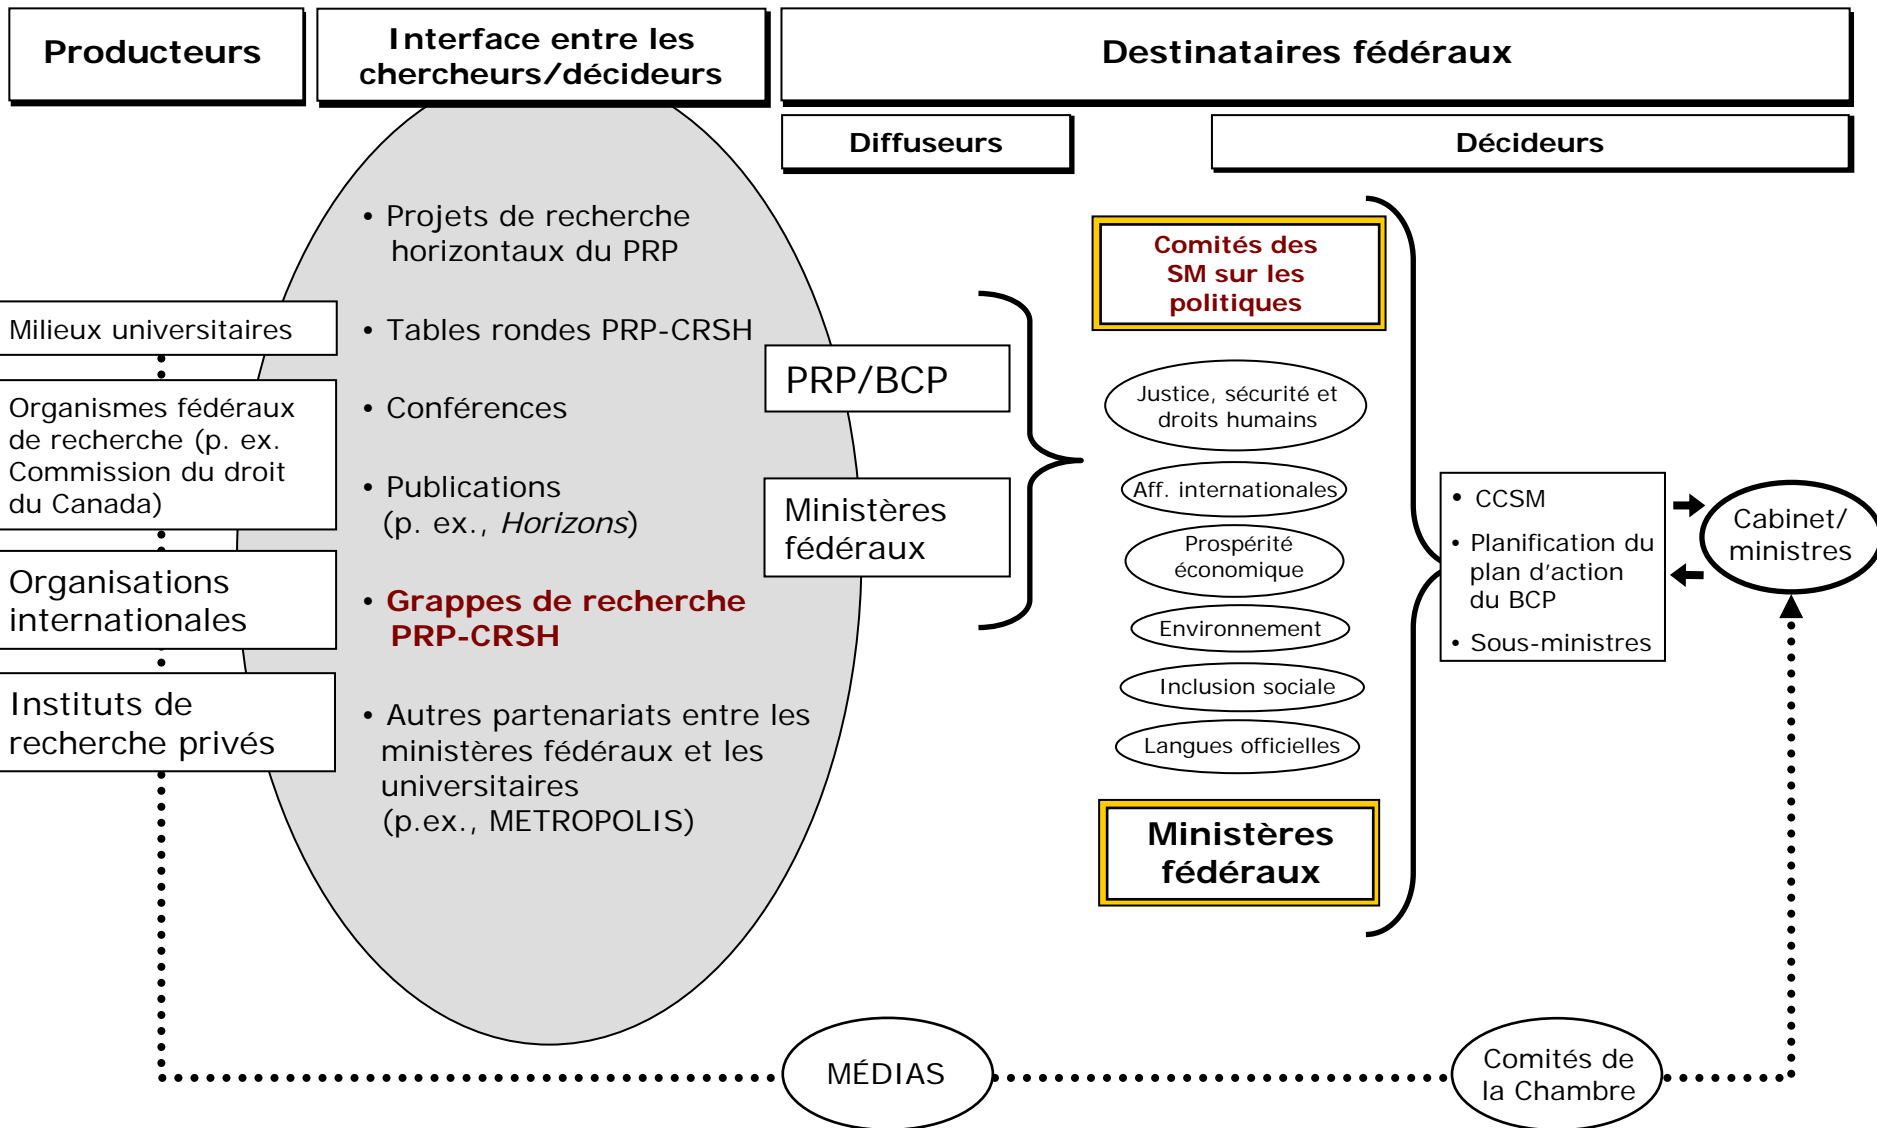 Producteurs
Interface entre les
chercheurs/décideurs
Destinataires fédéraux
Diffuseurs
Décideurs
Milieux universitaires
Organismes fédéraux
de recherche (p. ex.
Commission du droit
du Canada)
Organisations
internationales
Instituts de
recherche privés
• Projets de recherche
horizontaux du PRP
• Tables rondes PRP-CRSH
• Conférences
• Publications
(p. ex., Horizons)
• Grappes de recherche
PRP-CRSH
• Autres partenariats entre les
ministères fédéraux et les
universitaires
(p.ex., METROPOLIS)
PRP/BCP
Ministères
fédéraux
Comités des
SM sur les
politiques
Justice, sécurité et
droits humains
Aff. internationales
Prospérité
économique
Environnement
Inclusion sociale
Langues officielles
Ministères
fédéraux
• CCSM
• Planification du
plan d'action
du BCP
• Sous-ministres
Cabinet/
ministres
MÉDIAS
Comités de
la Chambre